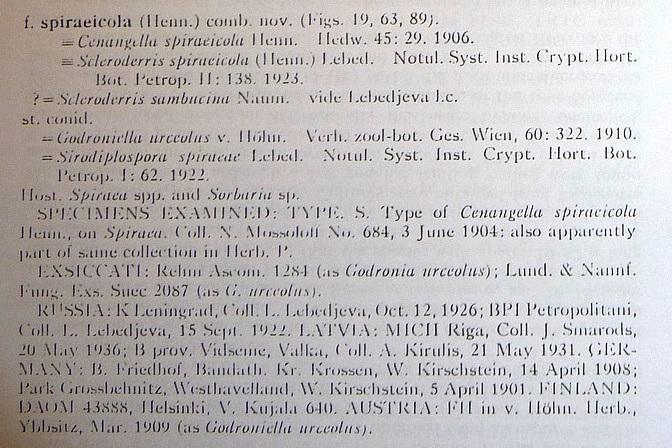 f. spiraeicola (Henn.) comb. nov. (Figs. 19, 63, 89).
≡ Cenangella spiraeicola Henn. Hedw. 45: 29. 1906.
≡ Scleroderris spiraeicola (Henn.) Lebed. Notul. Syst. Inst. Crypt. Hort.
Bot. Petrop. II: 138. 1923.
? = Scleroderris sambucina Naum. vide Lebedjeva l.c.
st. conid.
= Godroniella urceolus v. Höhn. Verh. zool-bot. Ges. Wien, 60: 322. 1910.
= Sirodiplospora spiraeae Lebed. Notul. Syst. Inst. Crypt. Hort. Bot.
Petrop. I: 62. 1922.
Host. Spiraea spp. and Sorbaria sp.
SPECIMENS EXAMINED: TYPE. S. Type of Cenangella spiraeicola
Henn., on Spiraea. Coll. N. Mossoloff No. 684, 3 June 1904: also apparently
part of same collection in Herb. P.
EXSICCATI: Rehm Ascom. 1284 (as Godronia urceolus); Lund. & Nannf.
Fung. Exs. Suec 2087 (as G. urceolus).
RUSSIA: K Leningrad, Coll. L. Lebedjeva, Oct. 12, 1926; BPI Petropolitani,
Coll. L. Lebedjeva, 15 Sept. 1922. LATVIA: MICH Riga, Coll. J. Smarods,
20 May 1936; B prov. Vidseme, Valka, Coll. A. Kirulis, 21 May 1931. GER-
MANY: B. Friedhof, Bandath. Kr. Krossen, W. Kirschstein, 14 April 1908;
Park Grossbehnitz, Westhavelland, W. Kirschstein, 5 April 1901. FINLAND:
DAOM 43888, Helsinki, V. Kujala 640. AUSTRIA: FH in v. Höhn. Herb.,
Ybbsitz, Mar. 1909 (as Godroniella urceolus).